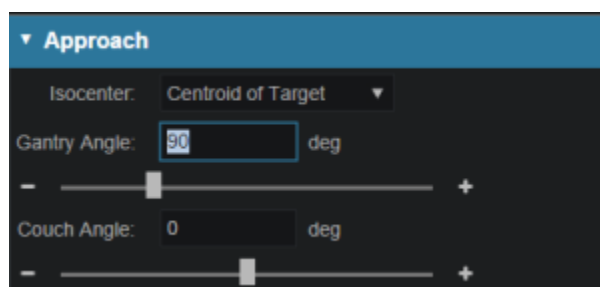 ▼ Approach
Isocenter: Centroid of Target ▼
Gantry Angle: 90 deg
- +
Couch Angle: 0 deg
- +